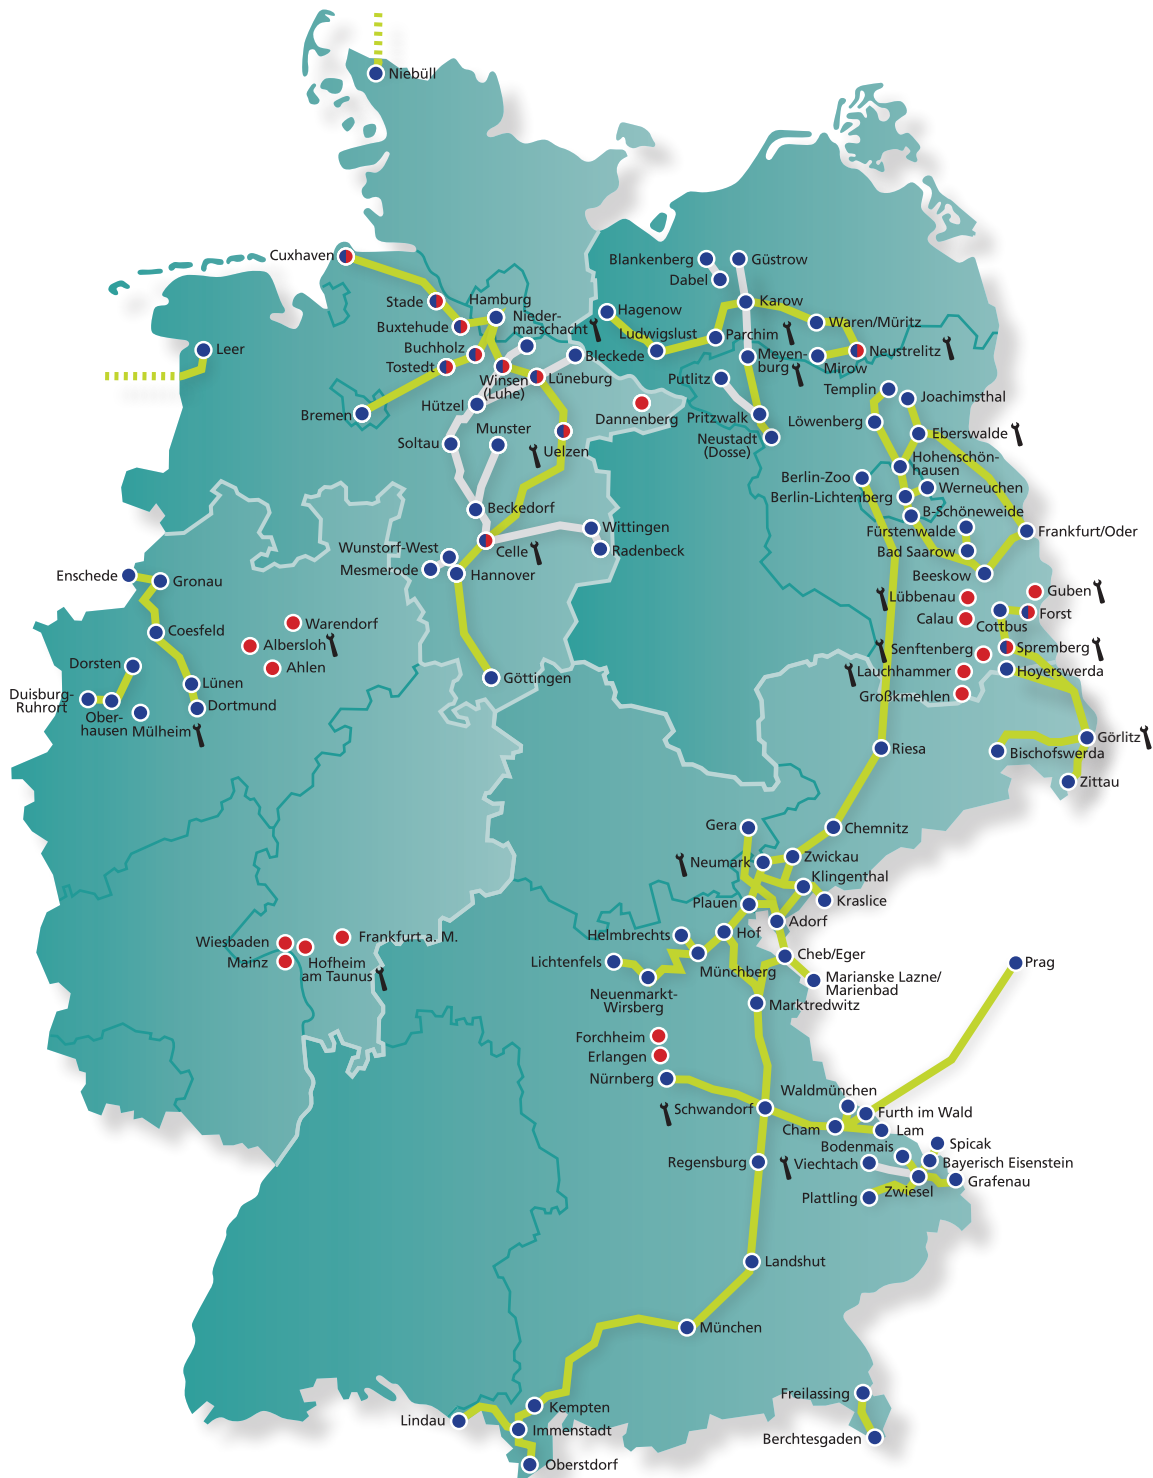 Niebüll
Cuxhaven
Blankenberg
Güstrow
Dabel
Stade
Hamburg
Karow
Hagenow
Nieder-
marschacht
Buxtehude
Waren/Müritz
Ludwigslust
Parchim
Leer
Buchholz
Bleckede
Meyen-
burg
Neustrelitz
Mirow
Tostedt
Winsen
(Luhe)
Lüneburg
Putlitz
Templin
Joachimsthal
Hützel
Bremen
Dannenberg
Pritzwalk
Löwenberg
Munster
Soltau
Uelzen
Neustadt
(Dosse)
Eberswalde
Hohenschön-
hausen
Berlin-Zoo
Werneuchen
Berlin-Lichtenberg
Beckedorf
B-Schöneweide
Wittingen
Fürstenwalde
Frankfurt/Oder
Wunstorf-West
Celle
Radenbeck
Bad Saarow
Mesmerode
Hannover
Beeskow
Enschede
Gronau
Guben
Lübbenau
Calau
Cottbus
Forst
Warendorf
Coesfeld
Albersloh
Senftenberg
Spremberg
Dorsten
Ahlen
Lauchhammer
Hoyerswerda
Lünen
Göttingen
Großkmehlen
Duisburg-
Ruhrort
Dortmund
Ober-
hausen
Mülheim
Görlitz
Riesa
Bischofswerda
Zittau
Gera
Chemnitz
Neumark
Zwickau
Klingenthal
Plauen
Kraslice
Adorf
Helmbrechts
Hof
Wiesbaden
Frankfurt a. M.
Cheb/Eger
Mainz
Hofheim
am Taunus
Lichtenfels
Münchberg
Prag
Marianske Lazne/
Marienbad
Neuenmarkt-
Wirsberg
Marktredwitz
Forchheim
Erlangen
Nürnberg
Waldmünchen
Schwandorf
Furth im Wald
Cham
Lam
Bodenmais
Spicak
Regensburg
Viechtach
Bayerisch Eisenstein
Grafenau
Plattling
Zwiesel
Landshut
München
Freilassing
Kempten
Lindau
Immenstadt
Berchtesgaden
Oberstdorf